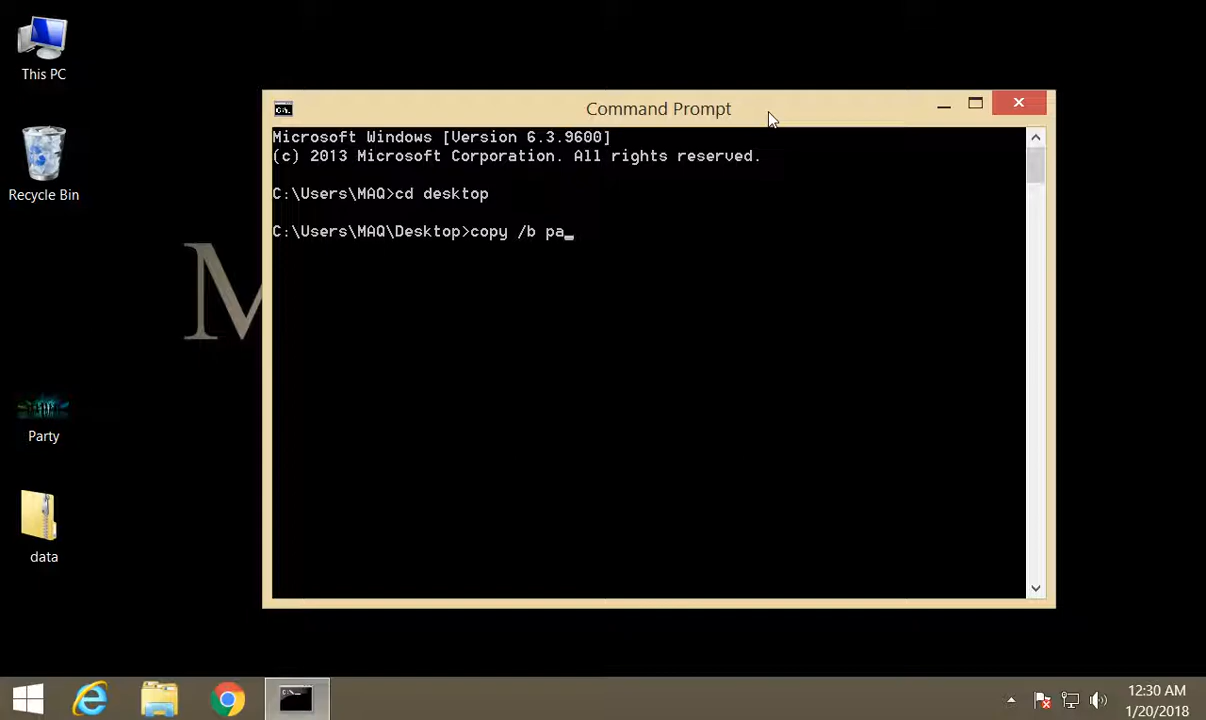 This PC
Recycle Bin
Party
data
M
Command Prompt
Microsoft Windows [Version 6.3.9600]
(c) 2013 Microsoft Corporation. All rights reserved.
C:\Users\MAQ>cd desktop
C:\Users\MAQ\Desktop>copy /b pa_
12:30 AM
1/20/2018